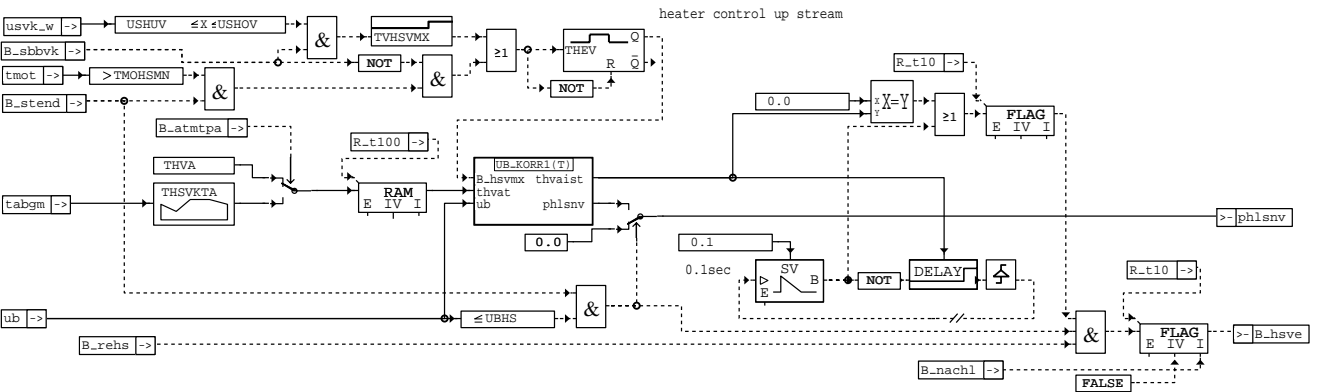 heater control up stream
usvk_w ->
USHUV ≤X≤USHOV
&
TVHSVMX
B_sbbvk ->
NOT
≥1
THEV Q
R Q̅
NOT
tmot ->
>TMOHSMN
&
&
B_stend ->
R_t10 ->
0.0
X
Y
X=Y
≥1
FLAG
E IV I
B_atmtpa ->
R_t100 ->
THVA
THSVKTA
tabgm ->
RAM
E IV I
UB_KORR1(T)
B_hsvmx thvaist
thvat
ub phlsnv
0.0
>- phlsnv
0.1
0.1sec
SV
E B
NOT
DELAY
R_t10 ->
ub ->
≤UBHS
&
B_rehs ->
&
FLAG
E IV I
>- B_hsve
B_nachl ->
FALSE